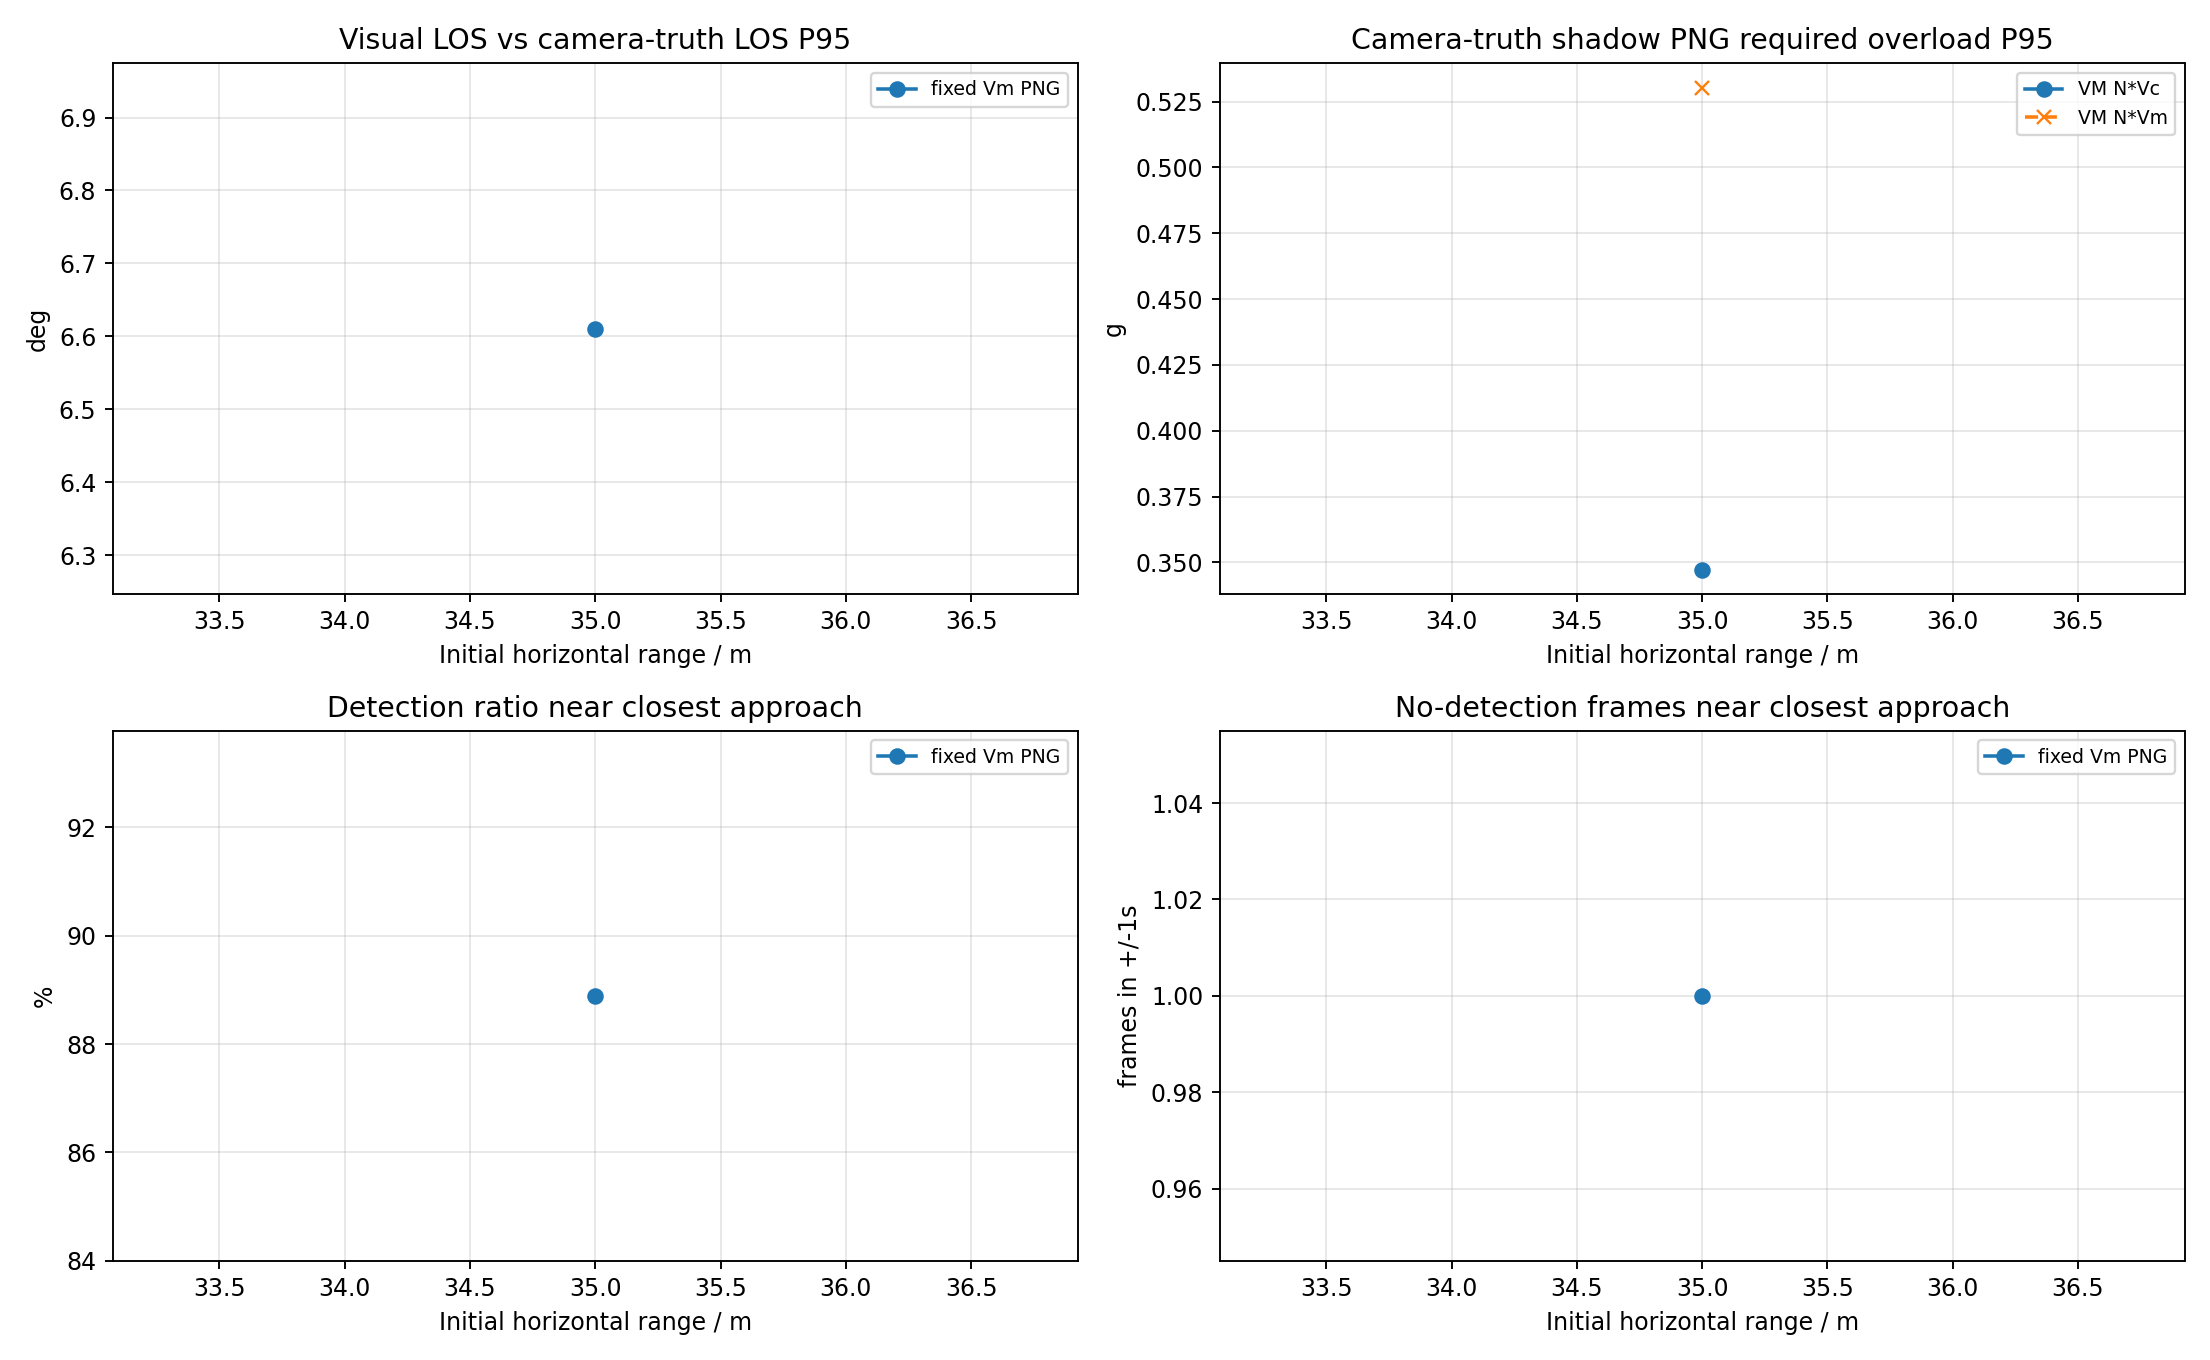 Visual LOS vs camera-truth LOS P95
fixed Vm PNG
deg
6.9
6.8
6.7
6.6
6.5
6.4
6.3
33.5 34.0 34.5 35.0 35.5 36.0 36.5
Initial horizontal range / m
Camera-truth shadow PNG required overload P95
VM N*Vc
VM N*Vm
g
0.525
0.500
0.475
0.450
0.425
0.400
0.375
0.350
33.5 34.0 34.5 35.0 35.5 36.0 36.5
Initial horizontal range / m
Detection ratio near closest approach
fixed Vm PNG
%
92
90
88
86
84
33.5 34.0 34.5 35.0 35.5 36.0 36.5
Initial horizontal range / m
No-detection frames near closest approach
fixed Vm PNG
frames in +/-1s
1.04
1.02
1.00
0.98
0.96
33.5 34.0 34.5 35.0 35.5 36.0 36.5
Initial horizontal range / m